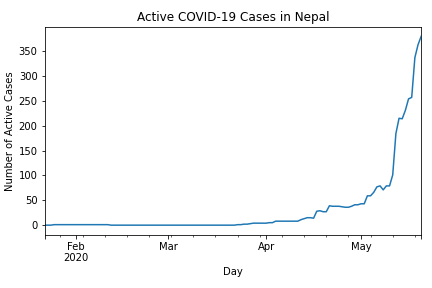 Active COVID-19 Cases in Nepal
Number of Active Cases
350
300
250
200
150
100
50
0
Feb
2020
Mar
Apr
May
Day